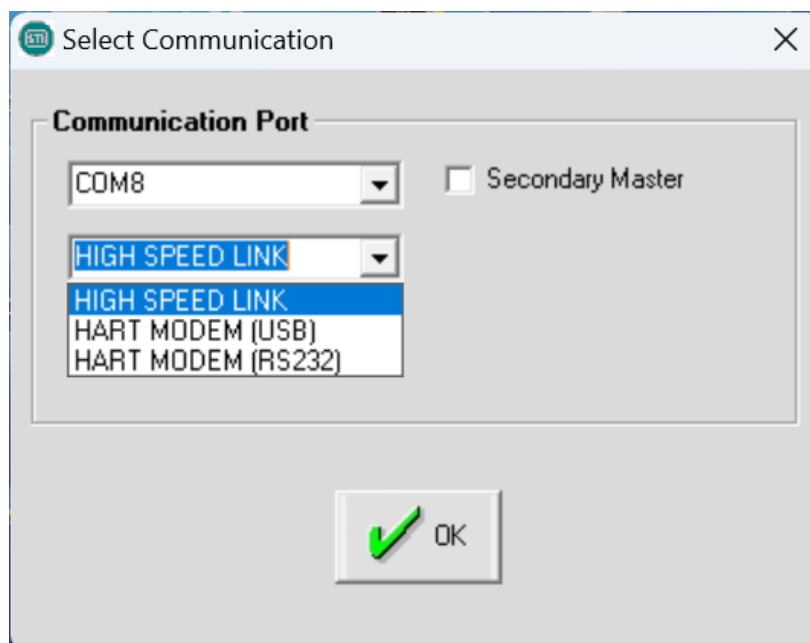 Select Communication
Communication Port
COM8
Secondary Master
HIGH SPEED LINK
HIGH SPEED LINK
HART MODEM (USB)
HART MODEM (RS232)
OK